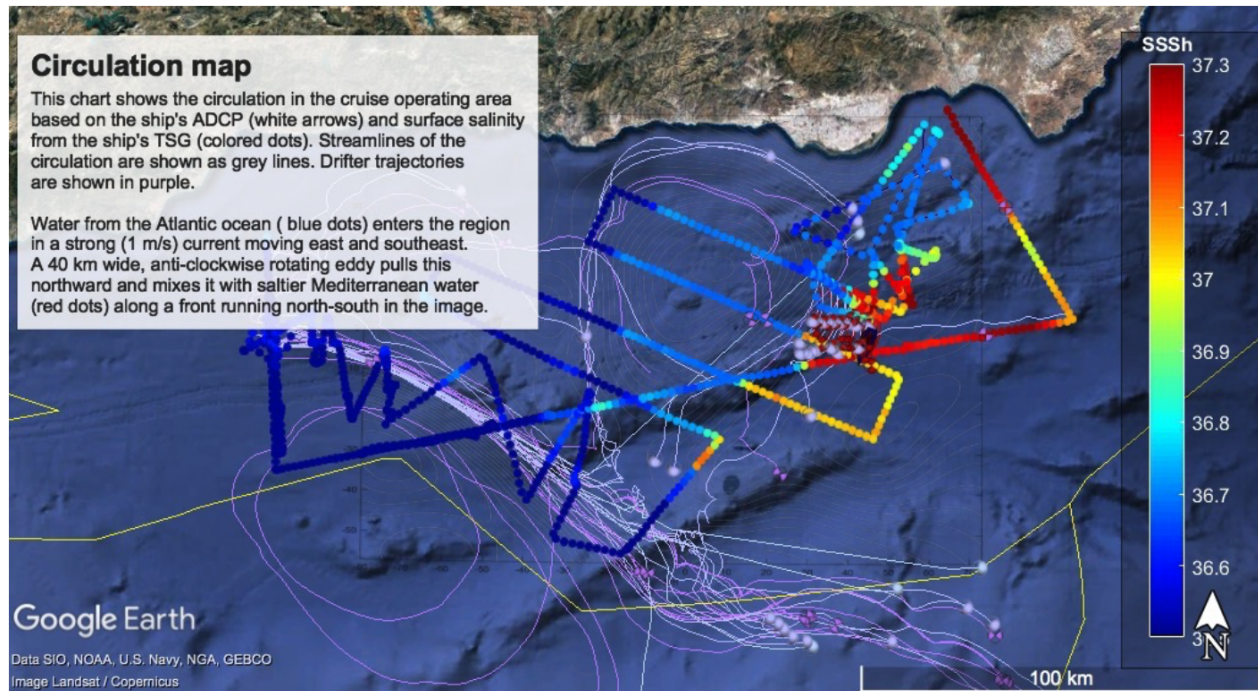 Circulation map
This chart shows the circulation in the cruise operating area
based on the ship's ADCP (white arrows) and surface salinity
from the ship's TSG (colored dots). Streamlines of the
circulation are shown as grey lines. Drifter trajectories
are shown in purple.
Water from the Atlantic ocean ( blue dots) enters the region
in a strong (1 m/s) current moving east and southeast.
A 40 km wide, anti-clockwise rotating eddy pulls this
northward and mixes it with saltier Mediterranean water
(red dots) along a front running north-south in the image.
SSSh
37.3
37.2
37.1
37
36.9
36.8
36.7
36.6
N
Google Earth
Data SIO, NOAA, U.S. Navy, NGA, GEBCO
Image Landsat / Copernicus
100 km